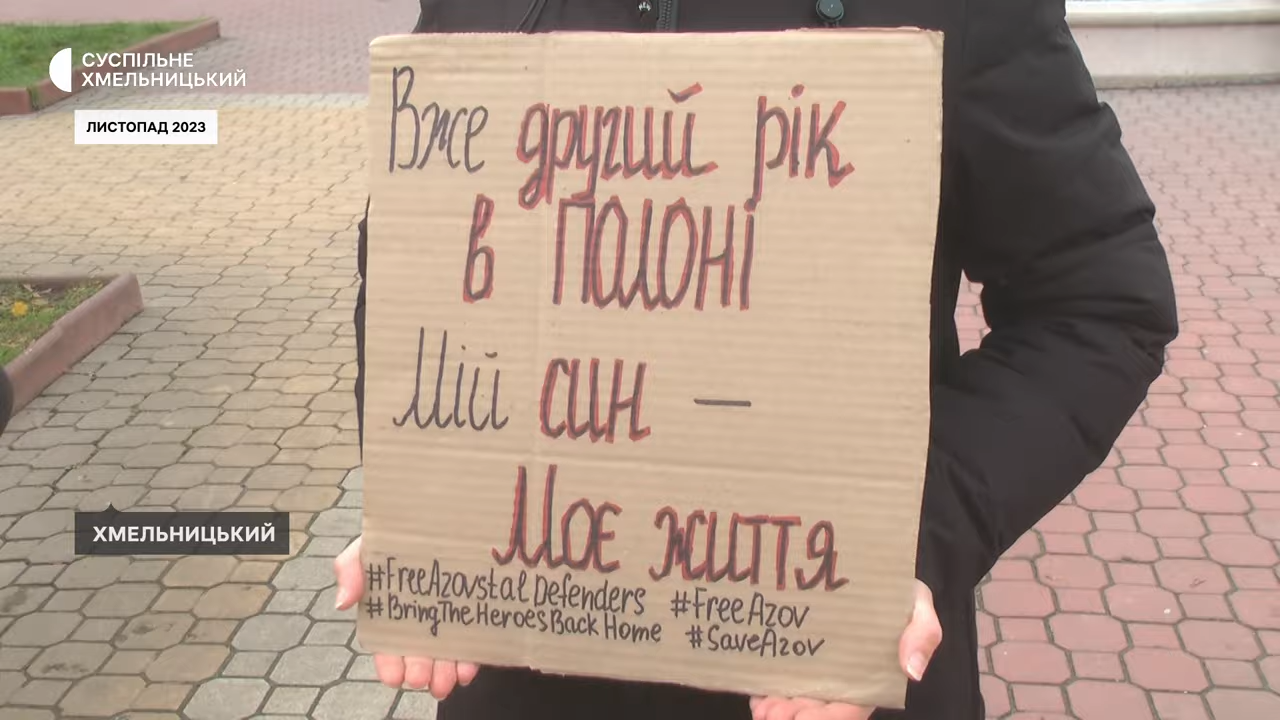 СУСПІЛЬНЕ
ХМЕЛЬНИЦЬКИЙ
ЛИСТОПАД 2023
Вже другий рік
в Полоні
Мій син —
Моє життя
#FreeAzovstalDefenders #FreeAzov
#BringTheHeroesBackHome #SaveAzov
ХМЕЛЬНИЦЬКИЙ